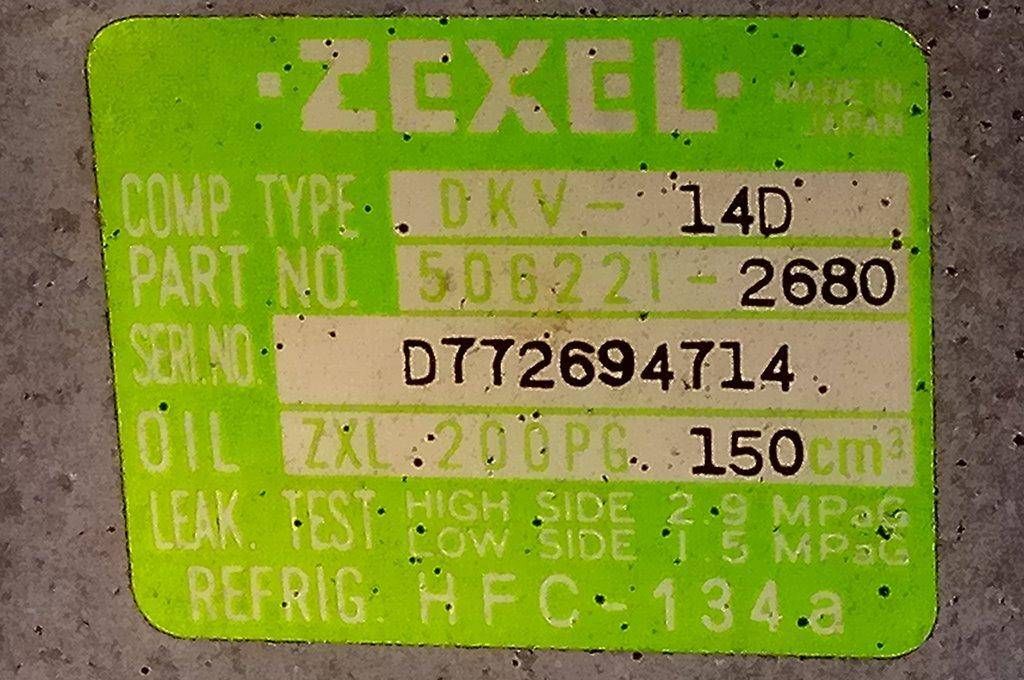 ·ZEXEL·
MADE IN
JAPAN
COMP. TYPE DKV-14D
PART NO. 506221-2680
SERI.NO. D772694714.
OIL ZXL 200PG 150cm³
LEAK. TEST HIGH SIDE 2.9 MPaG
LOW SIDE 1.5 MPaG
REFRIG. HFC-134a